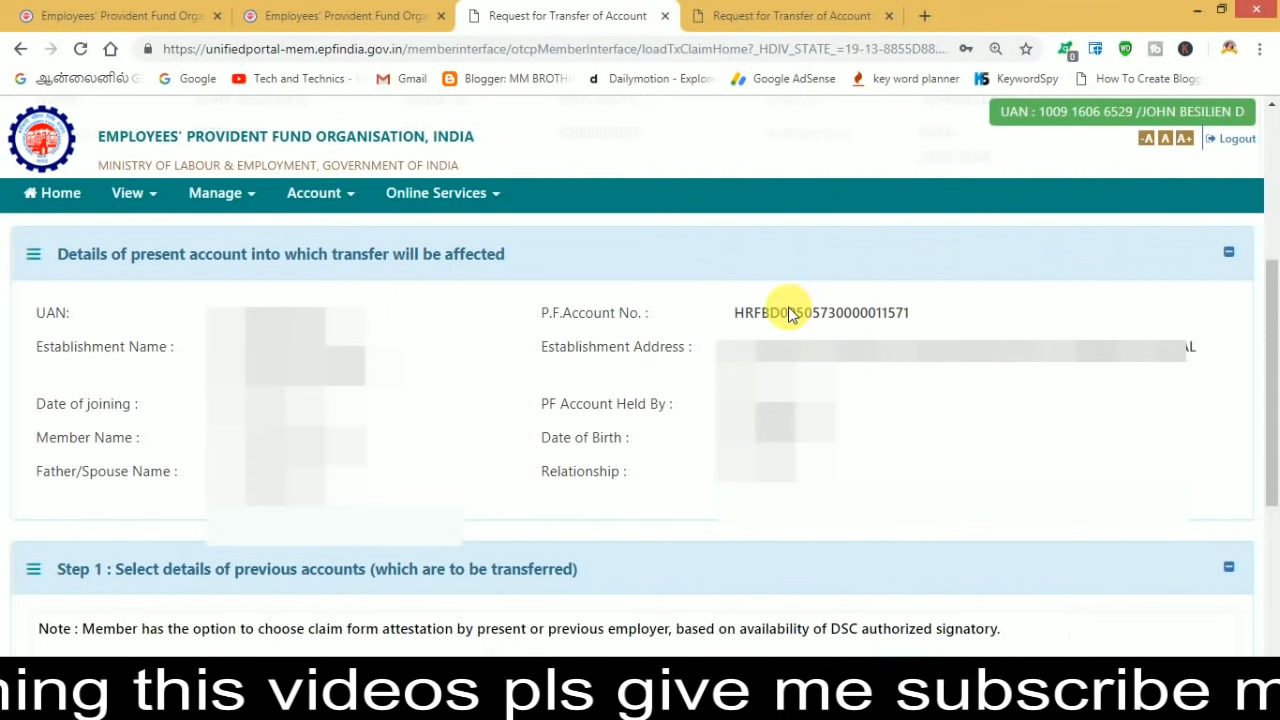 Employees' Provident Fund Orga
Employees' Provident Fund Orga
Request for Transfer of Account
Request for Transfer of Account
https://unifiedportal-mem.epfindia.gov.in/memberinterface/otcpMemberInterface/loadTxClaimHome?_HDIV_STATE_=19-13-8855D88...
ஆன்லைனில் G
Google
Tech and Technics -
Gmail
Blogger: MM BROTH
Dailymotion - Explor
Google AdSense
key word planner
KeywordSpy
How To Create Blogg
UAN : 1009 1606 6529 /JOHN BESILIEN D
EMPLOYEES' PROVIDENT FUND ORGANISATION, INDIA
-A A A+ Logout
MINISTRY OF LABOUR & EMPLOYMENT, GOVERNMENT OF INDIA
Home View Manage Account Online Services
Details of present account into which transfer will be affected
UAN: P.F.Account No. :
Establishment Name : Establishment Address : AL
Date of joining : PF Account Held By :
Member Name : Date of Birth :
Father/Spouse Name : Relationship :
Step 1 : Select details of previous accounts (which are to be transferred)
Note : Member has the option to choose claim form attestation by present or previous employer, based on availability of DSC authorized signatory.
ning this videos pls give me subscribe m